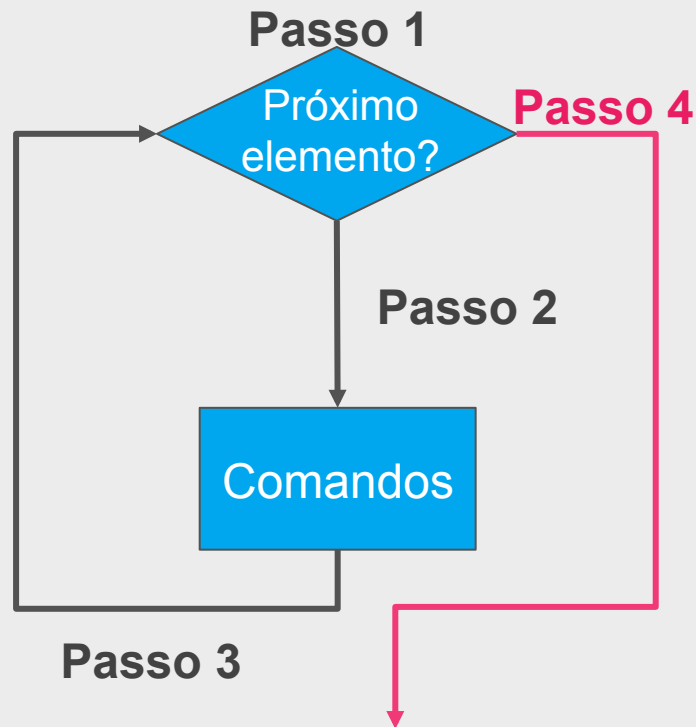 Passo 1
Próximo
elemento?
Passo 4
Passo 2
Comandos
Passo 3